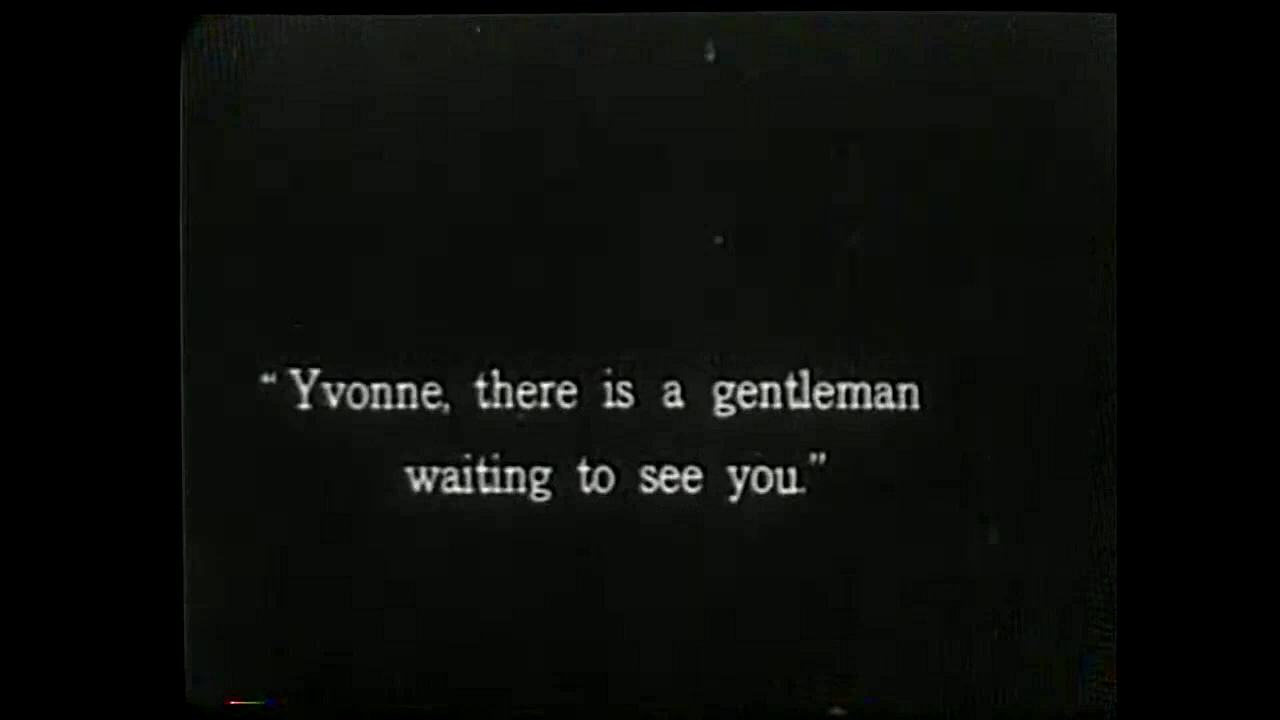 “Yvonne, there is a gentleman
waiting to see you.”